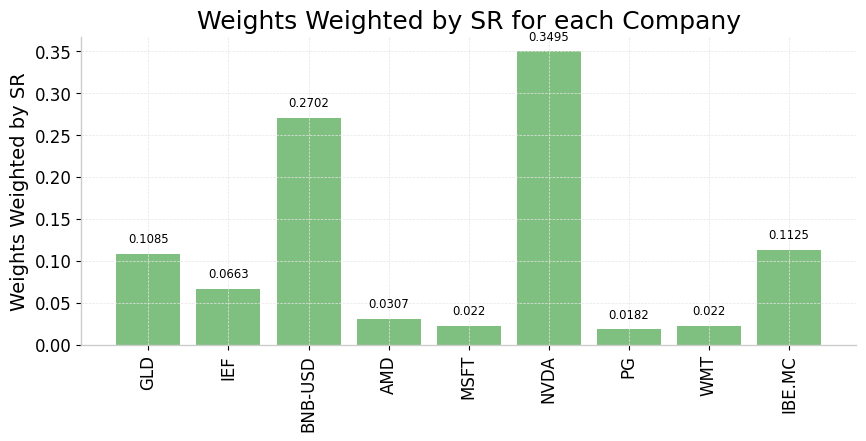 Weights Weighted by SR for each Company
Weights Weighted by SR
0.35
0.30
0.25
0.20
0.15
0.10
0.05
0.00
0.1085
0.0663
0.2702
0.0307
0.022
0.3495
0.0182
0.022
0.1125
GLD
IEF
BNB-USD
AMD
MSFT
NVDA
PG
WMT
IBE.MC